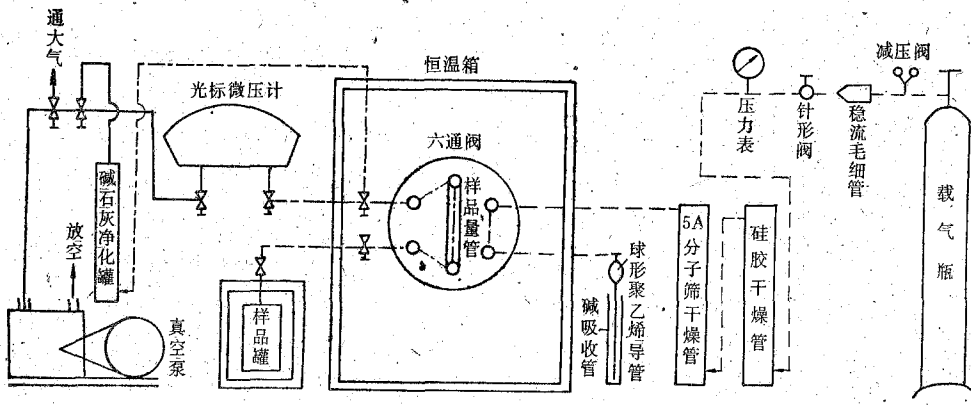 通大气
光标微压计
恒温箱
减压阀
压力表
针形阀
稳流毛细管
六通阀
样品量管
碱石灰净化罐
放空
真空泵
样品罐
碱吸收管
球形聚乙烯导管
5A分子筛干燥管
硅胶干燥管
载气瓶